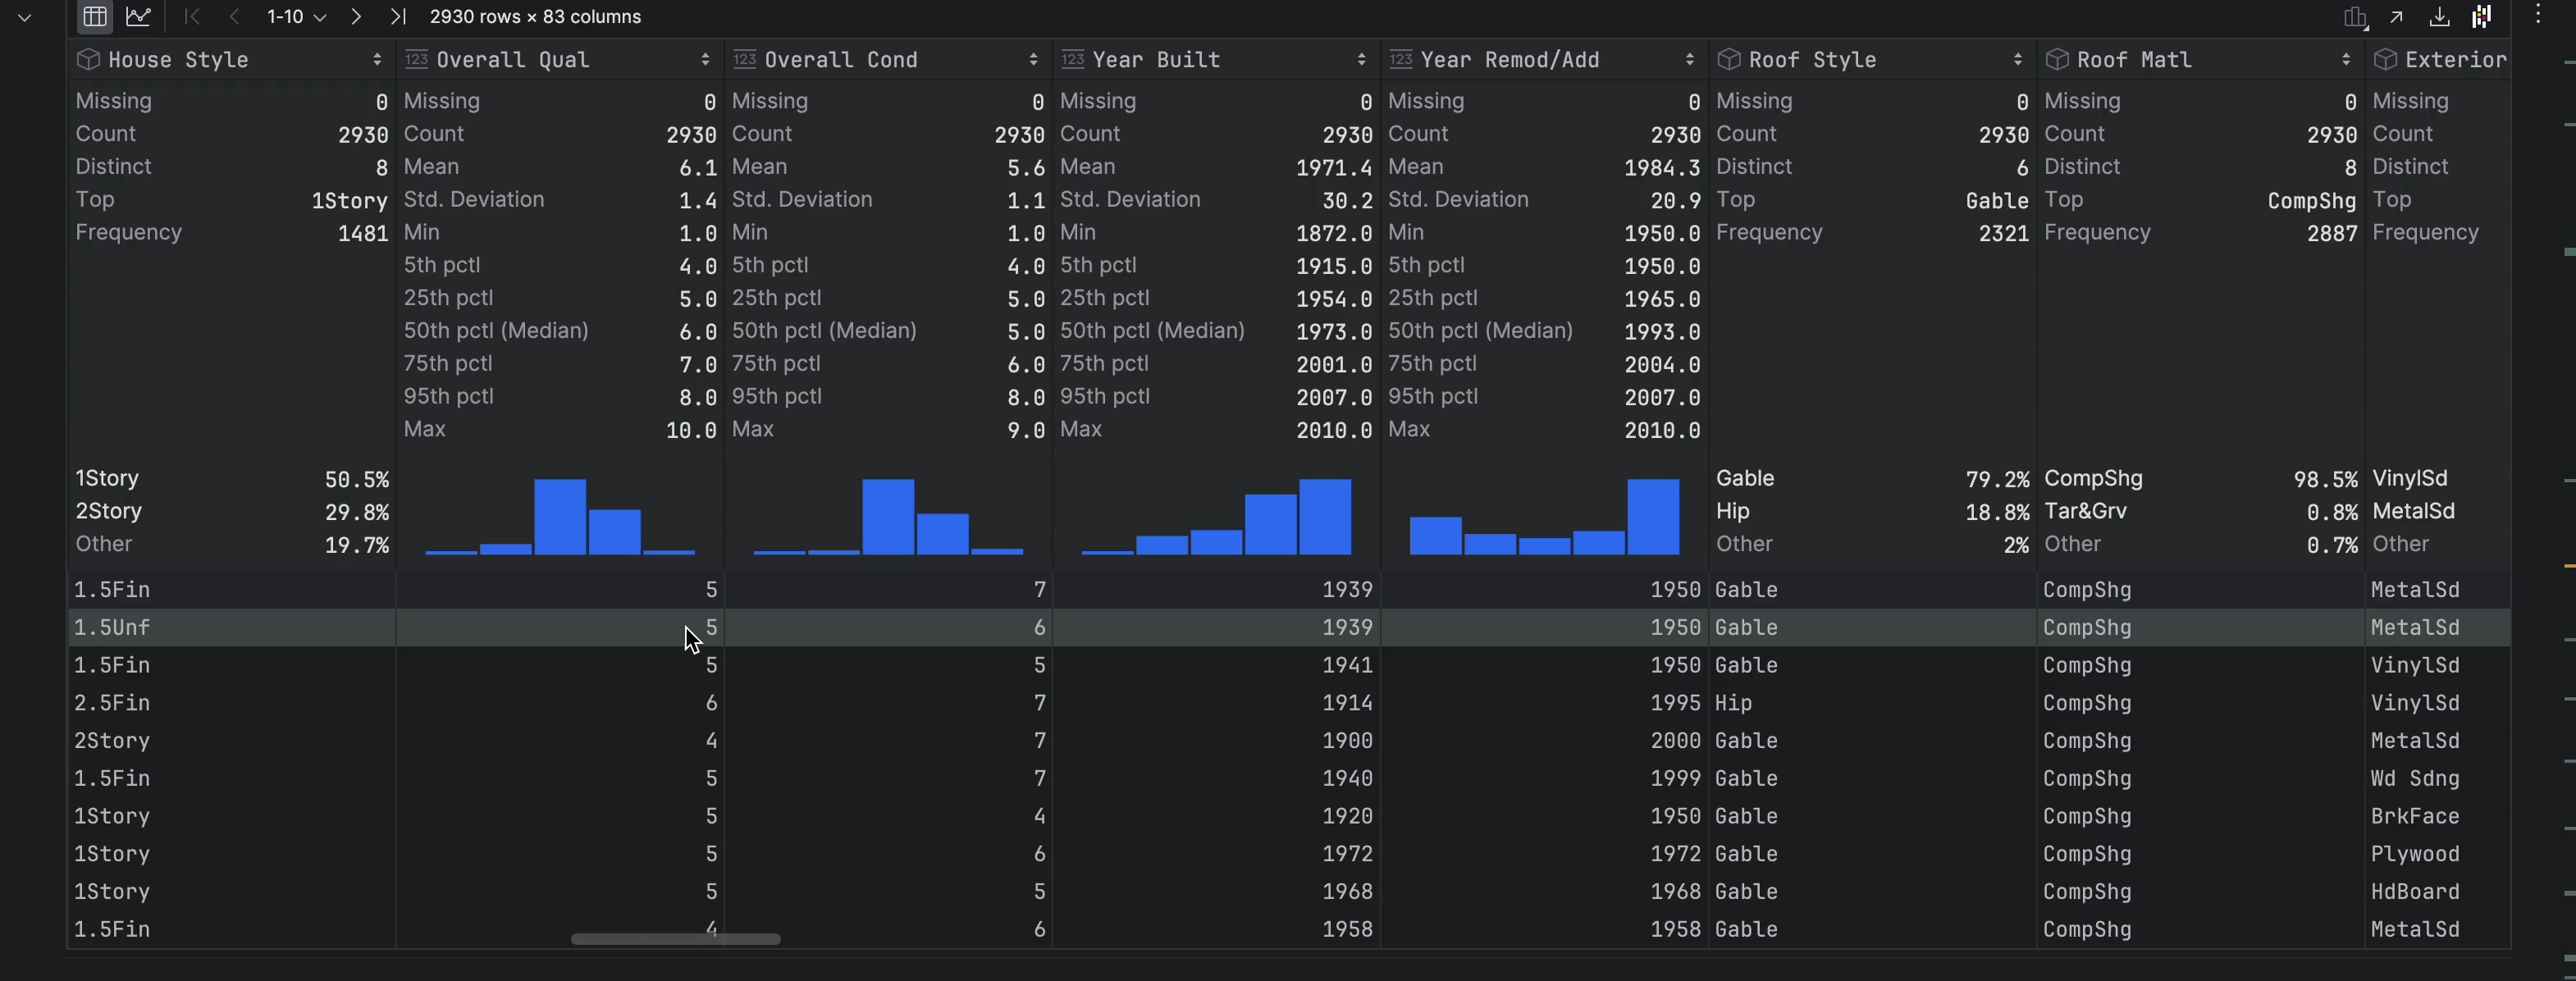 1-10 2930 rows × 83 columns
House Style 123 Overall Qual 123 Overall Cond 123 Year Built 123 Year Remod/Add Roof Style Roof Matl Exterior
Missing 0 Missing 0 Missing 0 Missing 0 Missing 0 Missing 0 Missing 0 Missing
Count 2930 Count 2930 Count 2930 Count 2930 Count 2930 Count 2930 Count 2930 Count
Distinct 8 Mean 6.1 Mean 5.6 Mean 1971.4 Mean 1984.3 Distinct 6 Distinct 8 Distinct
Top 1Story Std. Deviation 1.4 Std. Deviation 1.1 Std. Deviation 30.2 Std. Deviation 20.9 Top Gable Top CompShg Top
Frequency 1481 Min 1.0 Min 1.0 Min 1872.0 Min 1950.0 Frequency 2321 Frequency 2887 Frequency
5th pctl 4.0 5th pctl 4.0 5th pctl 1915.0 5th pctl 1950.0
25th pctl 5.0 25th pctl 5.0 25th pctl 1954.0 25th pctl 1965.0
50th pctl (Median) 6.0 50th pctl (Median) 5.0 50th pctl (Median) 1973.0 50th pctl (Median) 1993.0
75th pctl 7.0 75th pctl 6.0 75th pctl 2001.0 75th pctl 2004.0
95th pctl 8.0 95th pctl 8.0 95th pctl 2007.0 95th pctl 2007.0
Max 10.0 Max 9.0 Max 2010.0 Max 2010.0
1Story 50.5% Gable 79.2% CompShg 98.5% VinylSd
2Story 29.8% Hip 18.8% Tar&Grv 0.8% MetalSd
Other 19.7% Other 2% Other 0.7% Other
1.5Fin 5 7 1939 1950 Gable CompShg MetalSd
1.5Unf 5 6 1939 1950 Gable CompShg MetalSd
1.5Fin 5 5 1941 1950 Gable CompShg VinylSd
2.5Fin 6 7 1914 1995 Hip CompShg VinylSd
2Story 4 7 1900 2000 Gable CompShg MetalSd
1.5Fin 5 7 1940 1999 Gable CompShg Wd Sdng
1Story 5 4 1920 1950 Gable CompShg BrkFace
1Story 5 6 1972 1972 Gable CompShg Plywood
1Story 5 5 1968 1968 Gable CompShg HdBoard
1.5Fin 4 6 1958 1958 Gable CompShg MetalSd